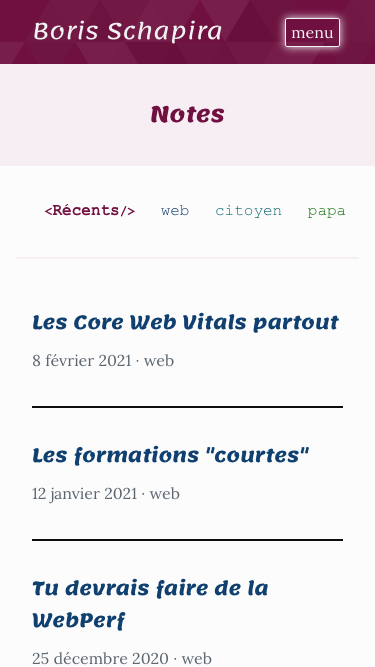 Boris Schapira
menu
Notes
<Récents/> web citoyen papa
Les Core Web Vitals partout
8 février 2021 · web
Les formations "courtes"
12 janvier 2021 · web
Tu devrais faire de la
WebPerf
25 décembre 2020 · web